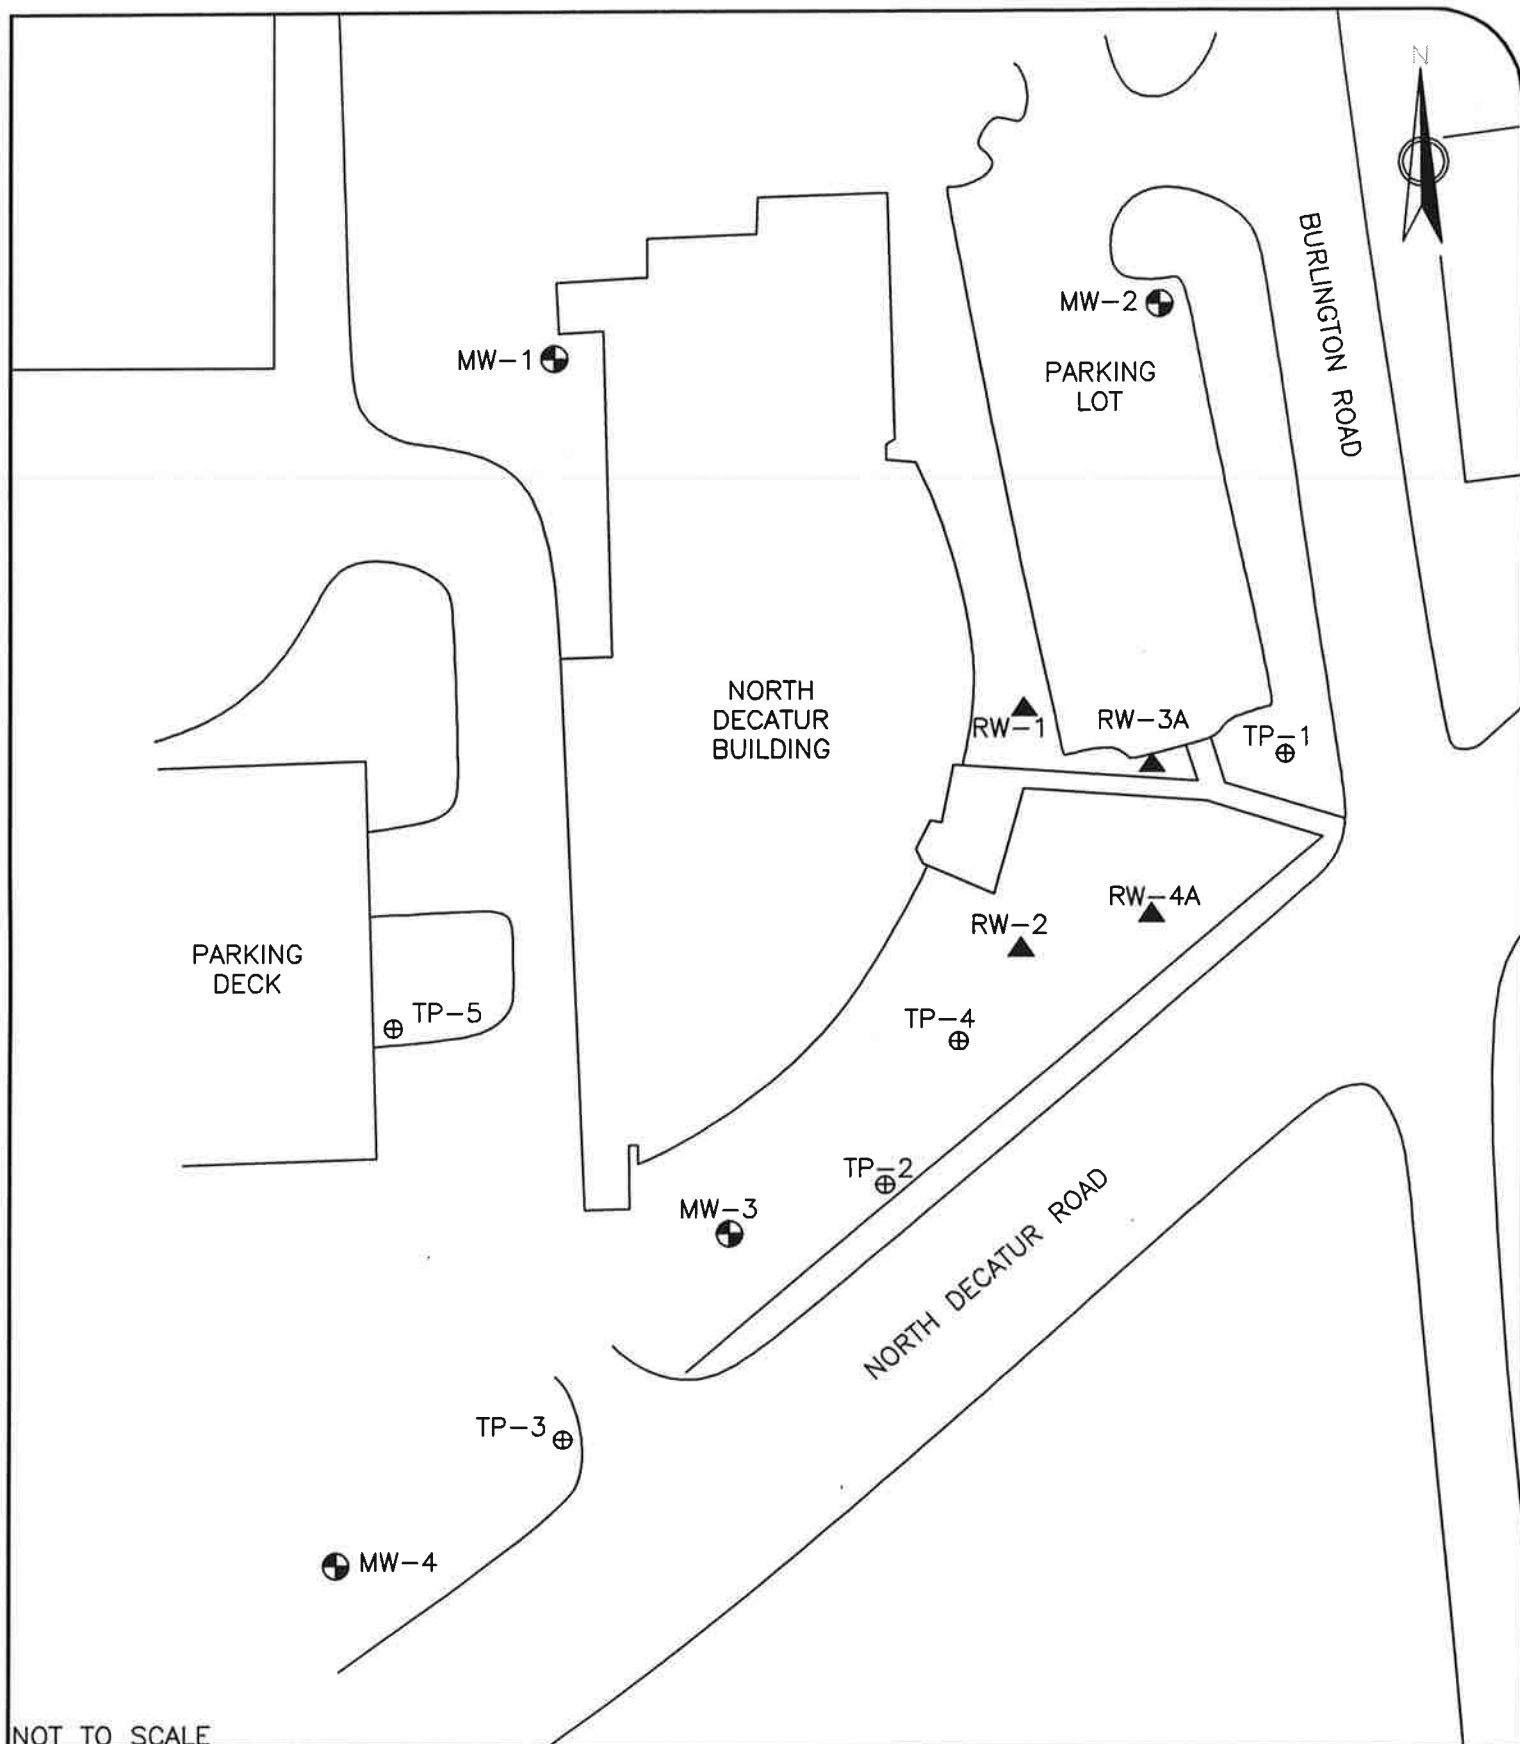 N
BURLINGTON ROAD
MW-2
MW-1
PARKING
LOT
NORTH
DECATUR
BUILDING
RW-1
RW-3A
TP-1
RW-4A
RW-2
PARKING
DECK
TP-5
TP-4
TP-2
MW-3
NORTH DECATUR ROAD
TP-3
MW-4
NOT TO SCALE